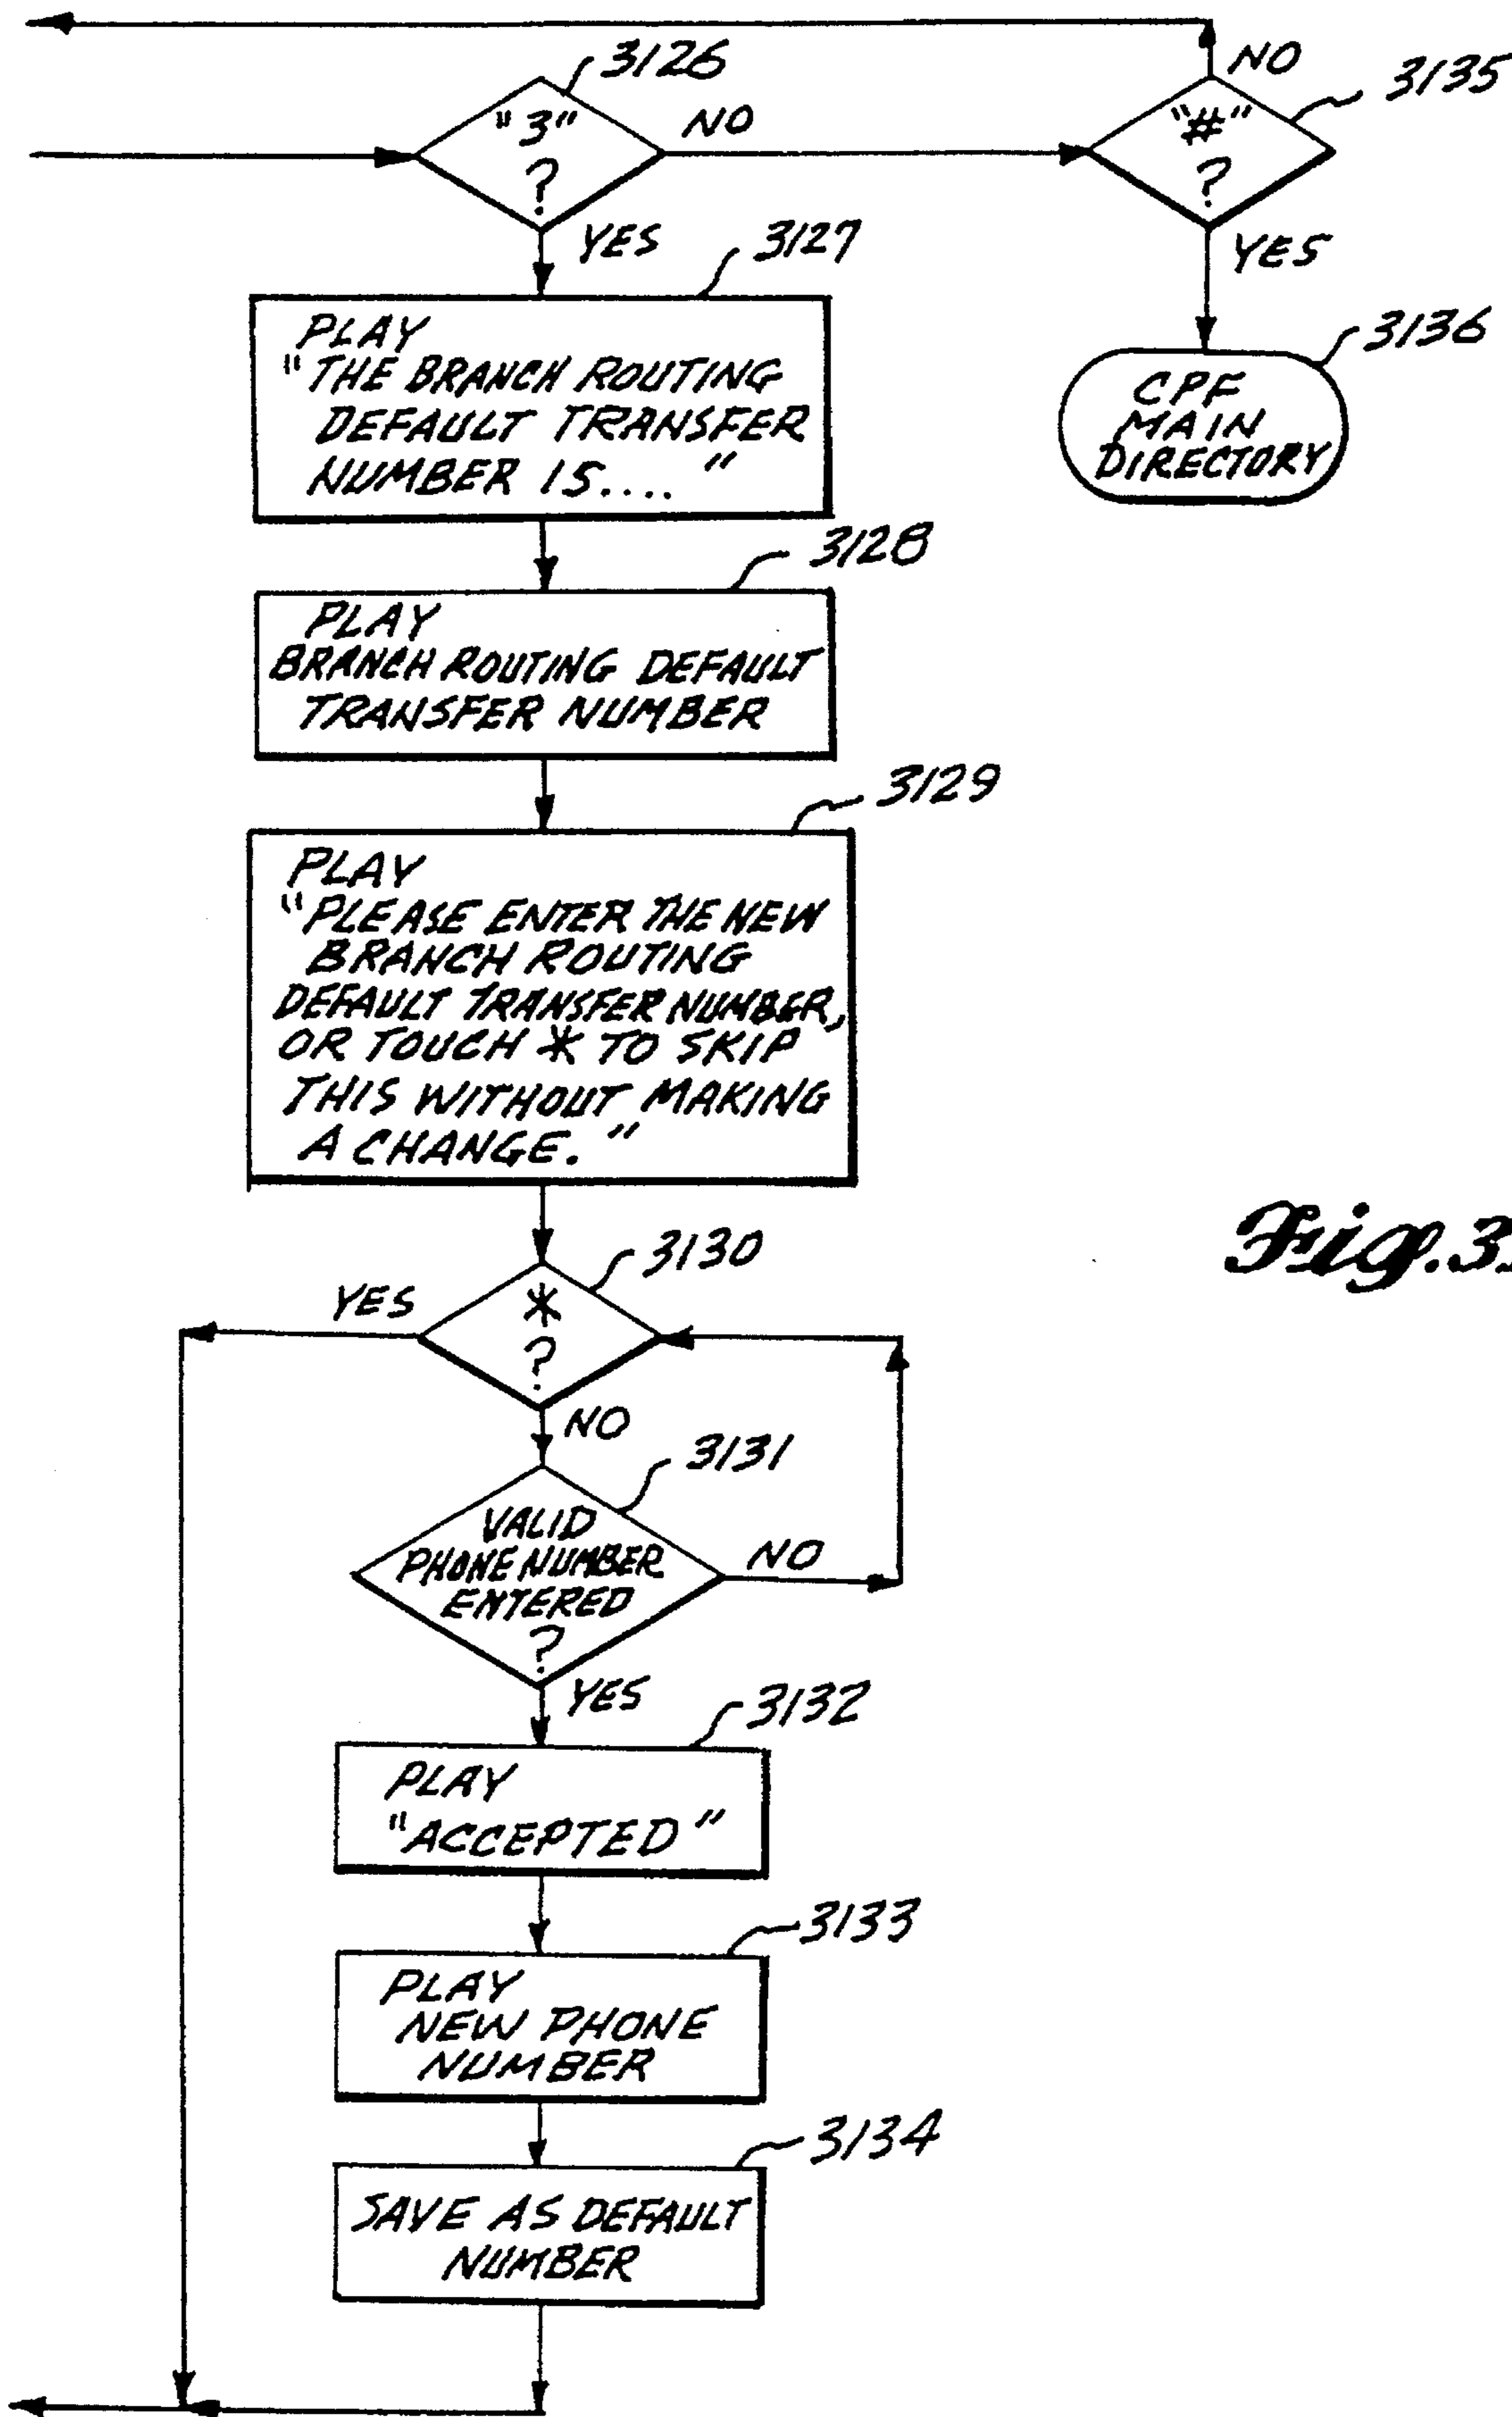 3126
"3"
?
NO
YES
NO
3135
"#"
?
YES
3136
CPF
MAIN
DIRECTORY
3127
PLAY
"THE BRANCH ROUTING
DEFAULT TRANSFER
NUMBER IS.... "
3128
PLAY
BRANCH ROUTING DEFAULT
TRANSFER NUMBER
3129
PLAY
"PLEASE ENTER THE NEW
BRANCH ROUTING
DEFAULT TRANSFER NUMBER,
OR TOUCH * TO SKIP
THIS WITHOUT MAKING
A CHANGE."
3130
*
?
YES
NO
3131
VALID
PHONE NUMBER
ENTERED
?
NO
YES
3132
PLAY
"ACCEPTED"
3133
PLAY
NEW PHONE
NUMBER
3134
SAVE AS DEFAULT
NUMBER
Fig.3